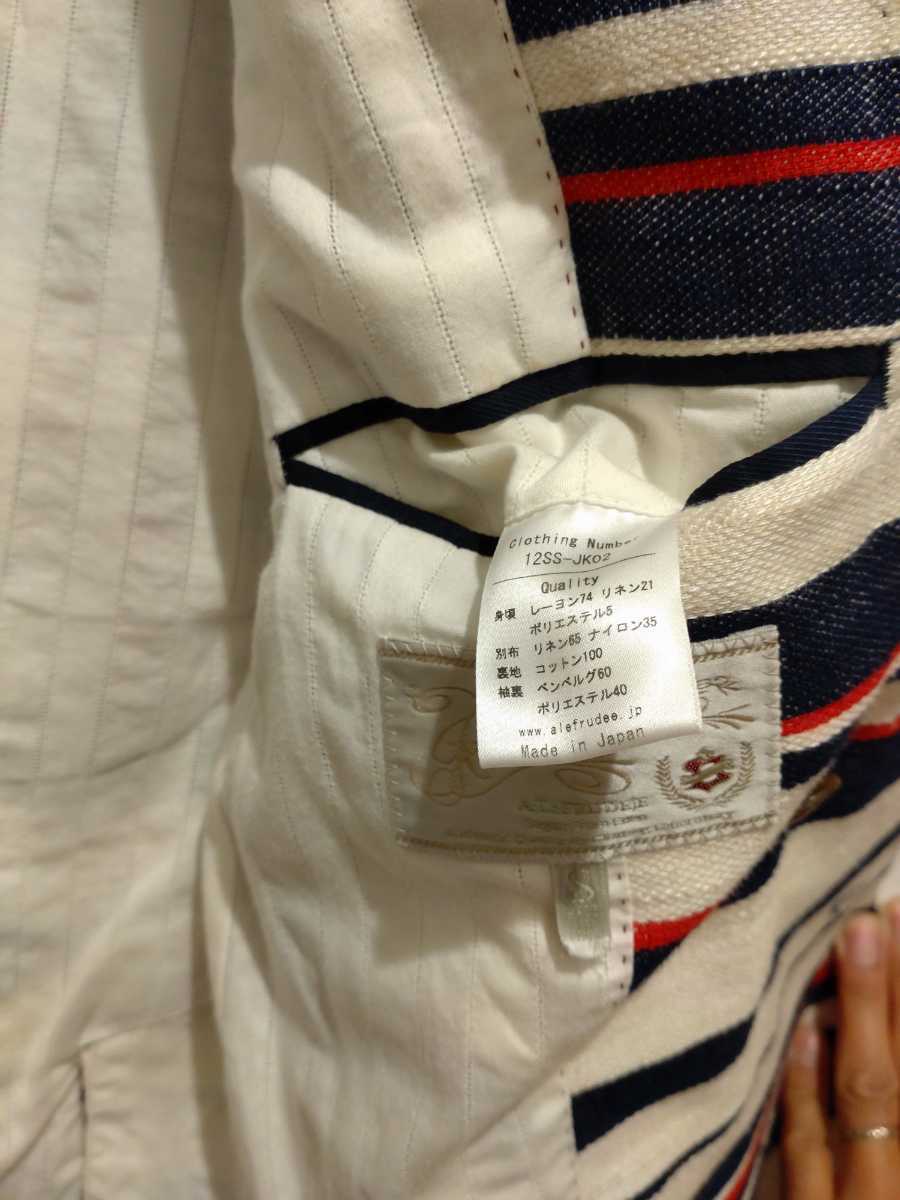 Clothing Numbe
12SS-JK02
Quality
身頃 レーヨン74 リネン21
ポリエステル5
別布 リネン65 ナイロン35
裏地 コットン100
袖裏 ベンベルグ60
ポリエステル40
www.alefrudee.jp
Made in Japan
ALEFRUDEE
S